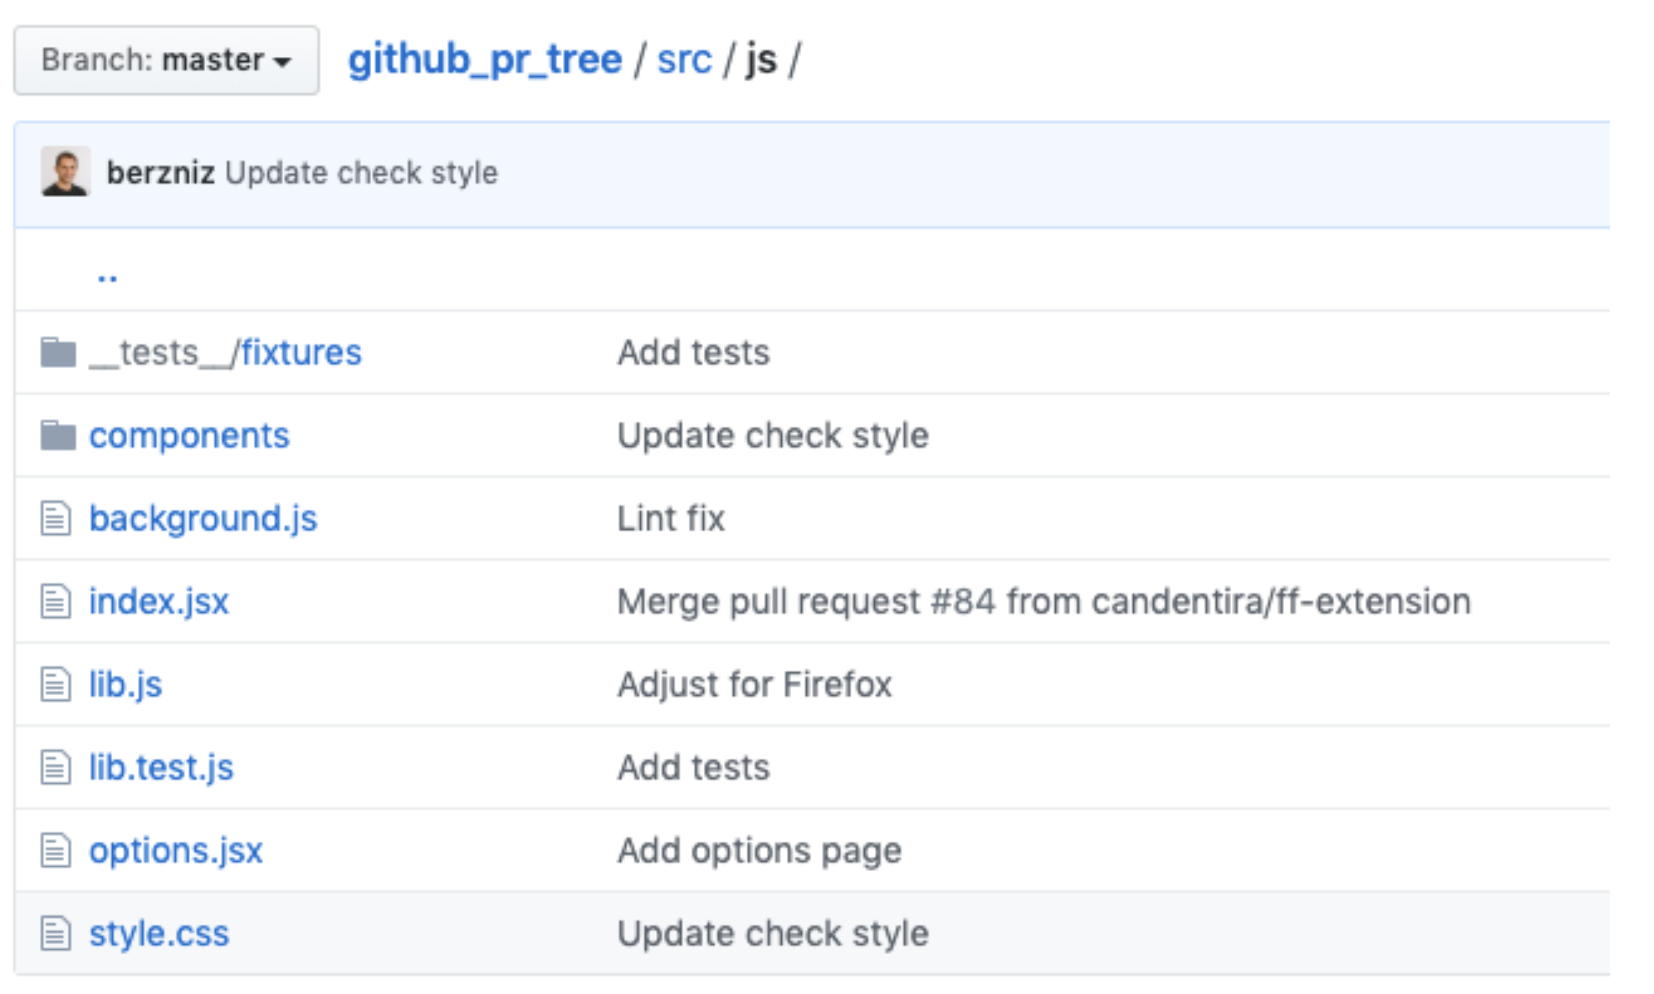 Branch: master github_pr_tree / src / js /
berzniz Update check style
..
__tests__/fixtures Add tests
components Update check style
background.js Lint fix
index.jsx Merge pull request #84 from candentira/ff-extension
lib.js Adjust for Firefox
lib.test.js Add tests
options.jsx Add options page
style.css Update check style